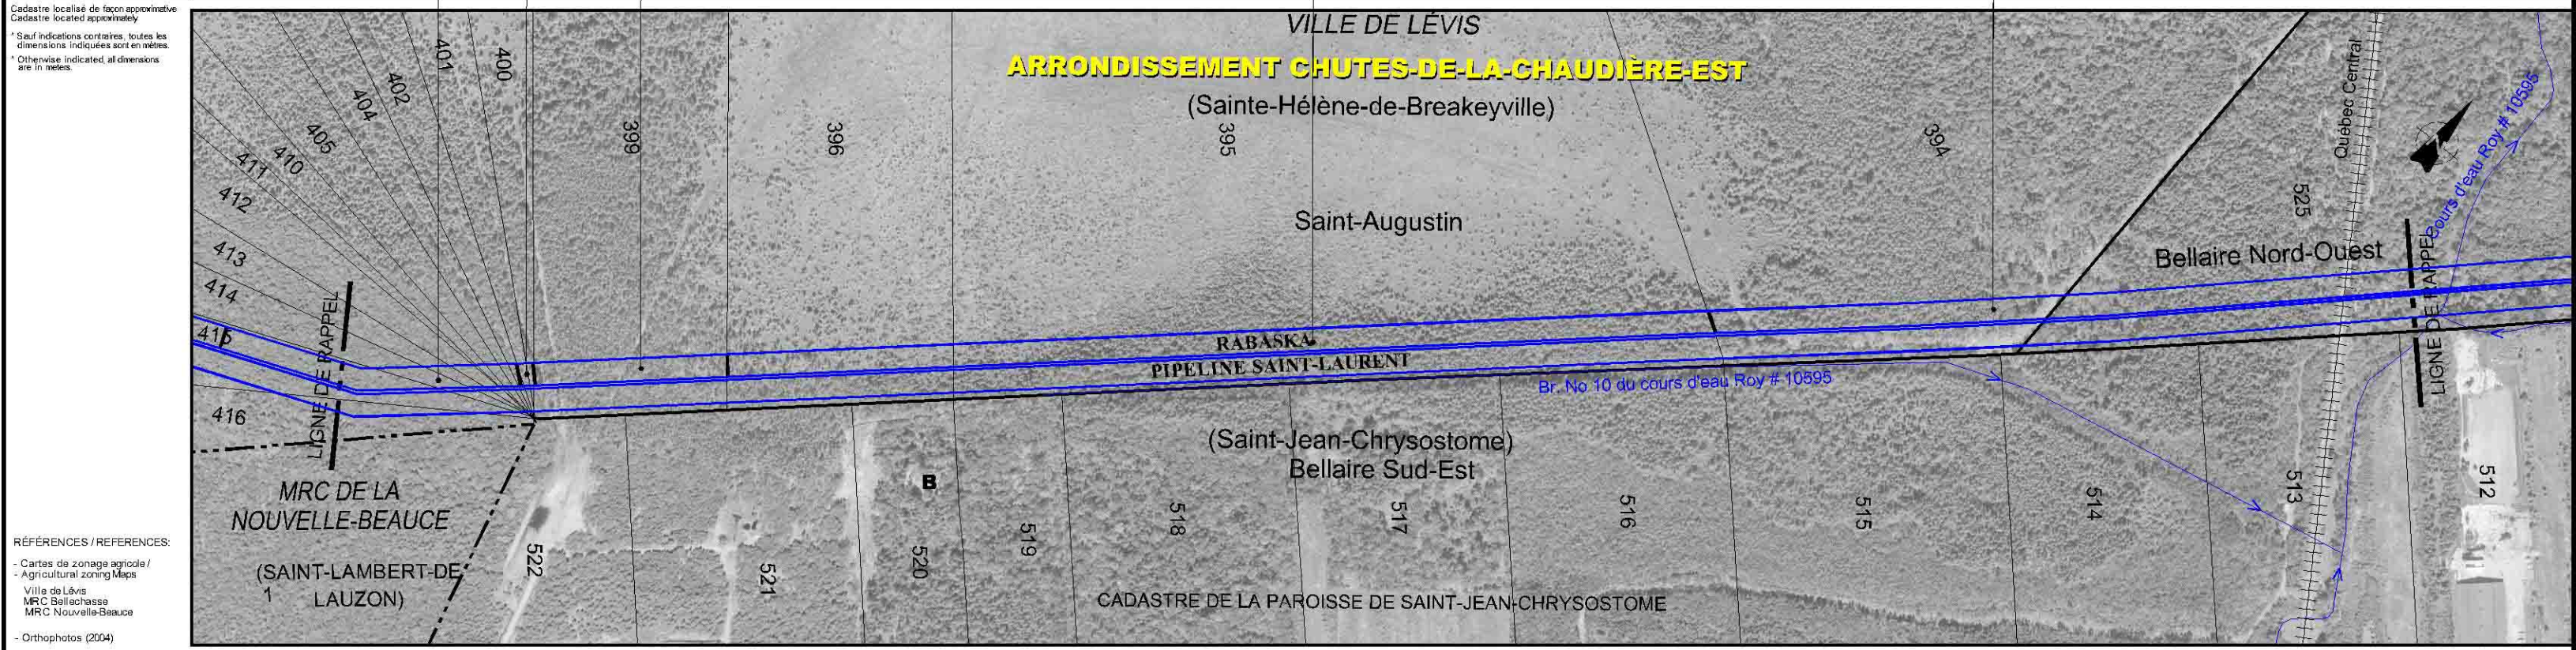 Cadastre localisé de façon approximative
Cadastre located approximately
* Sauf indications contraires, toutes les
dimensions indiquées sont en mètres.
* Otherwise indicated, all dimensions
are in meters.
RÉFÉRENCES / REFERENCES:
- Cartes de zonage agricole /
- Agricultural zoning Maps
Ville de Lévis
MRC Bellechasse
MRC Nouvelle-Beauce
- Orthophotos (2004)
VILLE DE LÉVIS
ARRONDISSEMENT CHUTES-DE-LA-CHAUDIÈRE-EST
(Sainte-Hélène-de-Breakeyville)
Saint-Augustin
401
400
402
404
405
410
411
412
413
414
415
416
399
396
395
394
525
Québec Central
Cours d'eau Roy # 10595
Bellaire Nord-Ouest
LIGNE DE RAPPEL
LIGNE DE RAPPEL
RABASKA
PIPELINE SAINT-LAURENT
Br. No 10 du cours d'eau Roy # 10595
(Saint-Jean-Chrysostome)
Bellaire Sud-Est
B
MRC DE LA
NOUVELLE-BEAUCE
(SAINT-LAMBERT-DE
1 LAUZON)
522
521
520
519
518
517
516
515
514
513
512
CADASTRE DE LA PAROISSE DE SAINT-JEAN-CHRYSOSTOME